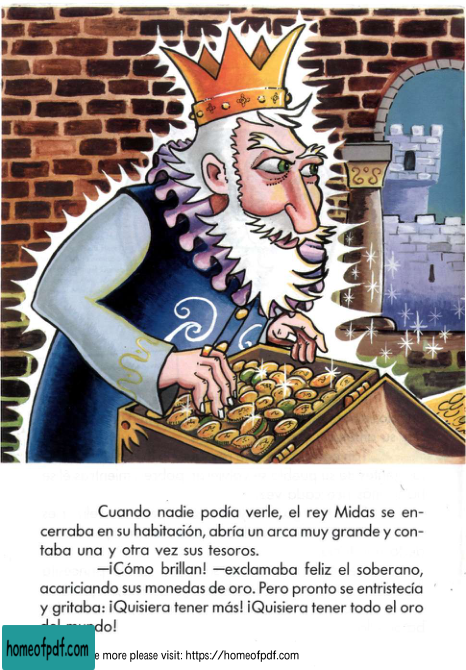 Cuando nadie podía verle, el rey Midas se en-
cerraba en su habitación, abría un arca muy grande y con-
taba una y otra vez sus tesoros.
—¡Cómo brillan! —exclamaba feliz el soberano,
acariciando sus monedas de oro. Pero pronto se entristecía
y gritaba: ¡Quisiera tener más! ¡Quisiera tener todo el oro
del mundo!
homeofpdf.com
e more please visit: https://homeofpdf.com